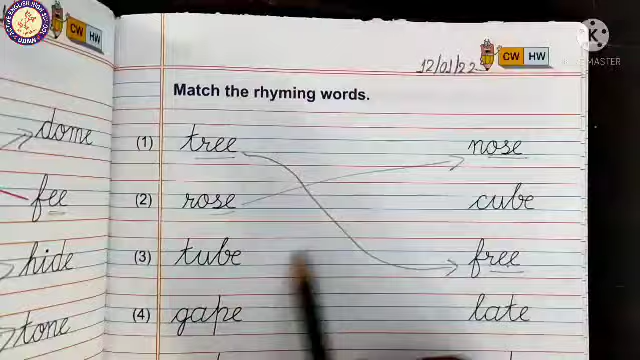 CW HW
12/01/22
CW HW
Match the rhyming words.
dome
(1) tree nose
fee
(2) rose cube
hide
(3) tube free
tone
(4) gape late